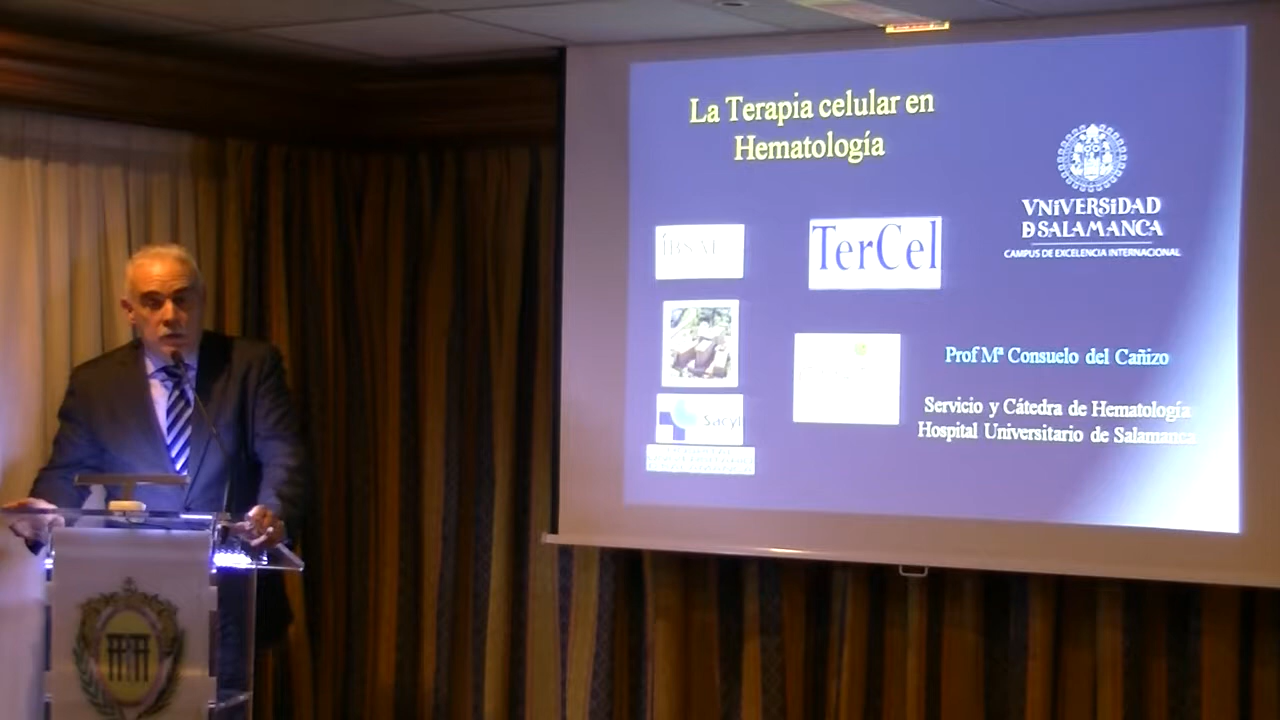 La Terapia celular en
Hematología
VNiVERSiDAD
D SALAMANCA
CAMPUS DE EXCELENCIA INTERNACIONAL
TerCel
Sacyl
Prof Mª Consuelo del Cañizo
Servicio y Cátedra de Hematología
Hospital Universitario de Salamanca